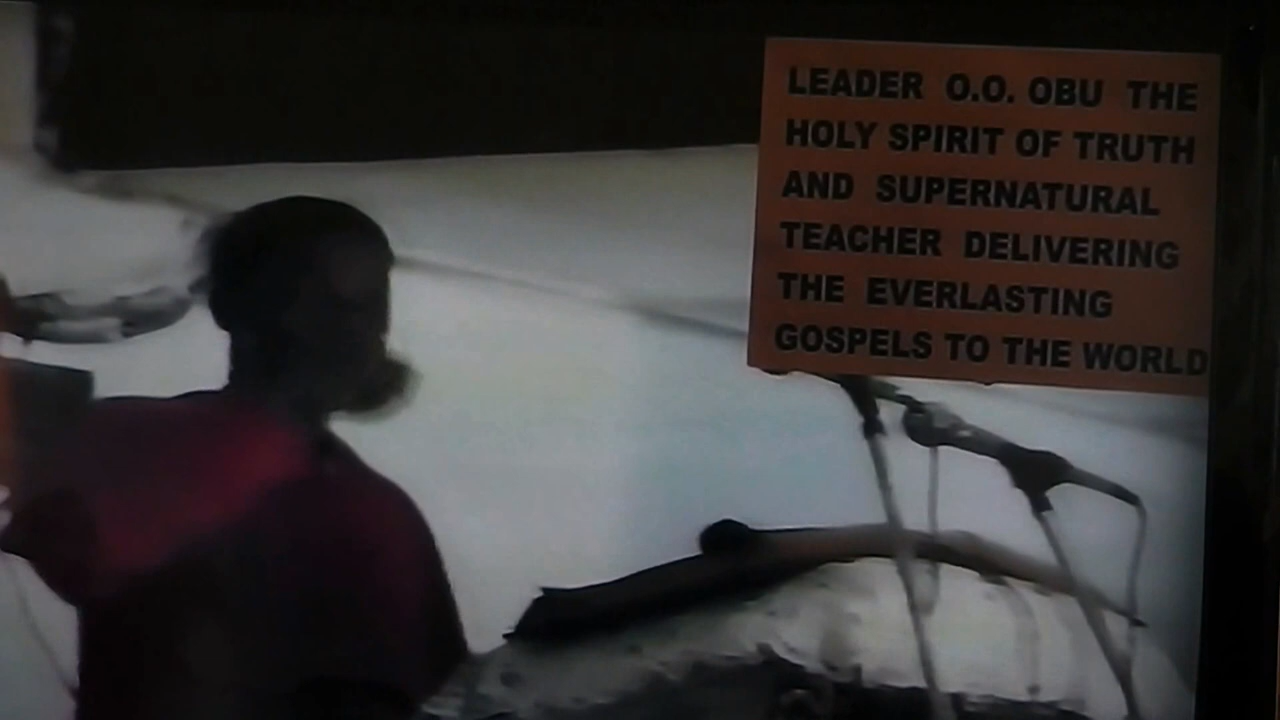 LEADER O.O. OBU THE
HOLY SPIRIT OF TRUTH
AND SUPERNATURAL
TEACHER DELIVERING
THE EVERLASTING
GOSPELS TO THE WORLD